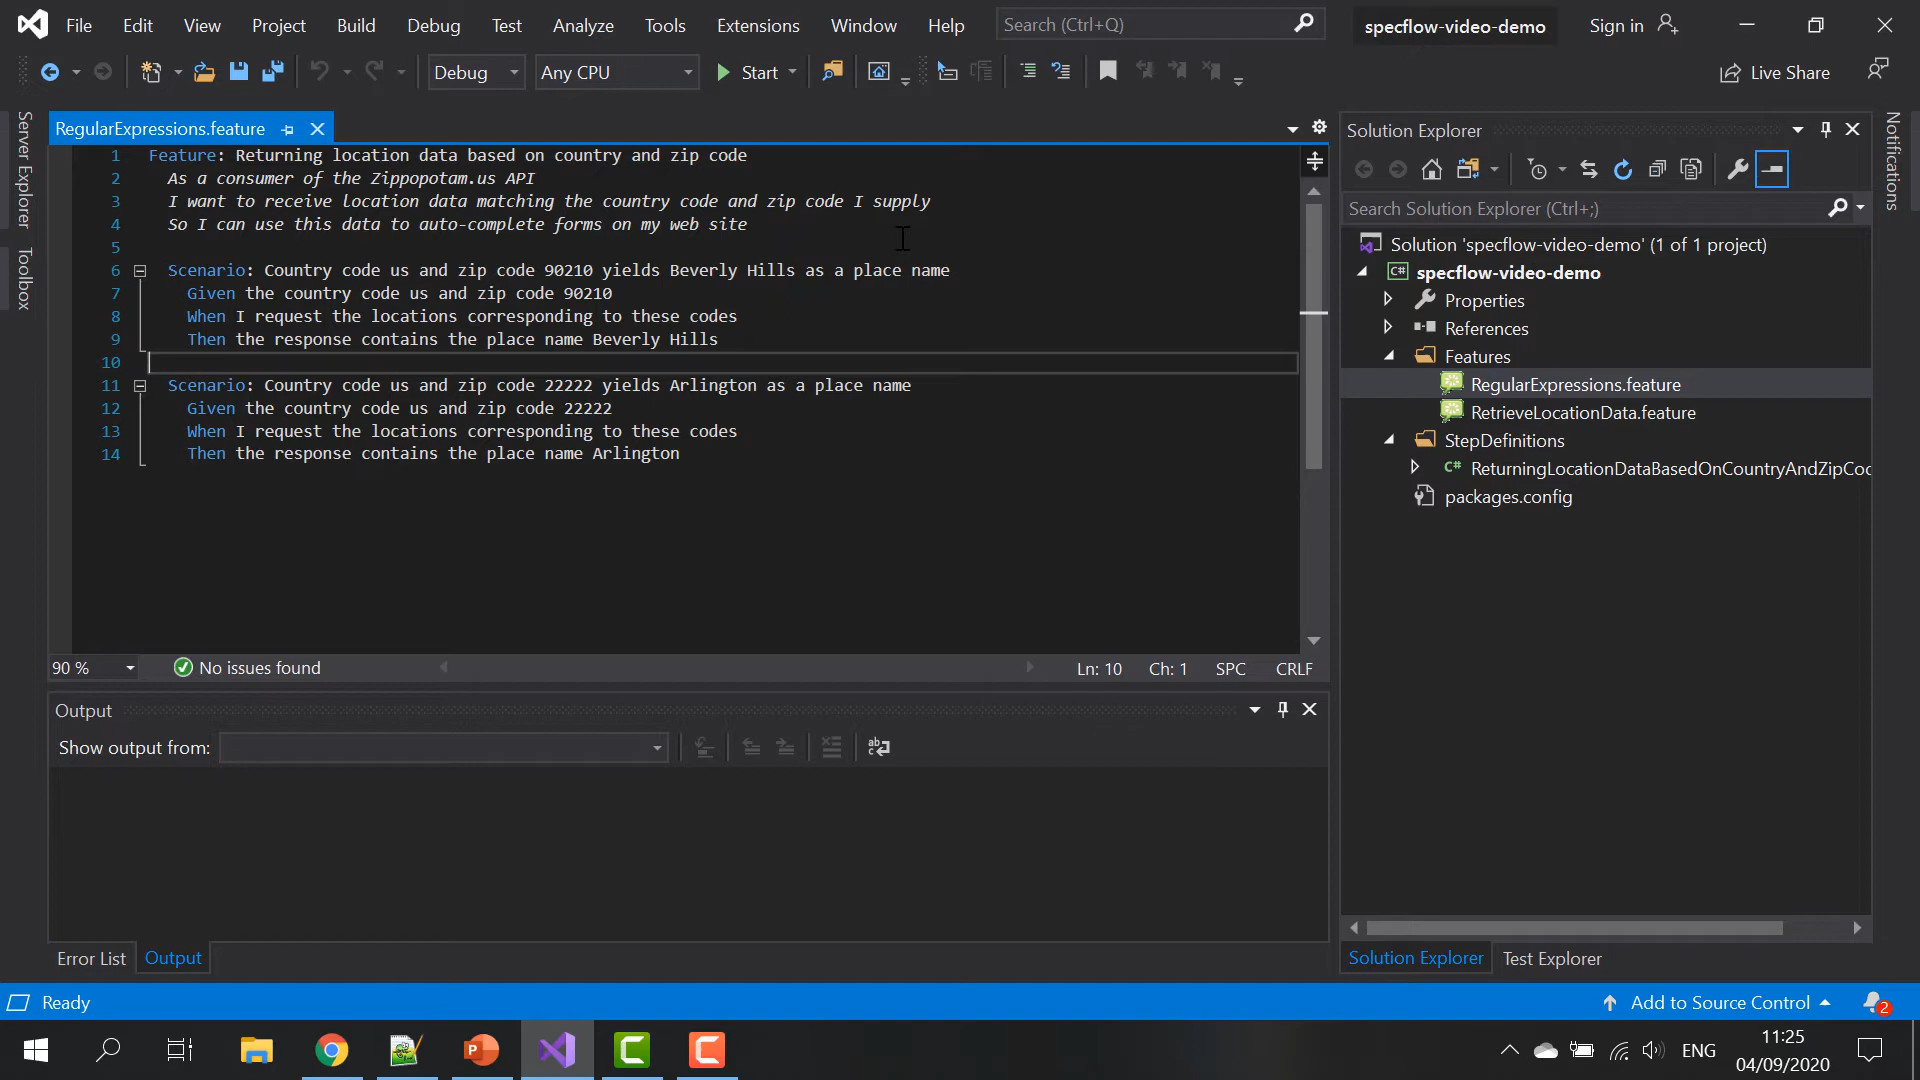 File Edit View Project Build Debug Test Analyze Tools Extensions Window Help Search (Ctrl+Q) specflow-video-demo Sign in
Debug Any CPU Start Live Share
Server Explorer
Toolbox
RegularExpressions.feature
1 Feature: Returning location data based on country and zip code
2 As a consumer of the Zippopotam.us API
3 I want to receive location data matching the country code and zip code I supply
4 So I can use this data to auto-complete forms on my web site
5
6 Scenario: Country code us and zip code 90210 yields Beverly Hills as a place name
7 Given the country code us and zip code 90210
8 When I request the locations corresponding to these codes
9 Then the response contains the place name Beverly Hills
10
11 Scenario: Country code us and zip code 22222 yields Arlington as a place name
12 Given the country code us and zip code 22222
13 When I request the locations corresponding to these codes
14 Then the response contains the place name Arlington
90 % No issues found Ln: 10 Ch: 1 SPC CRLF
Output
Show output from:
Error List Output
Solution Explorer
Search Solution Explorer (Ctrl+;)
Solution 'specflow-video-demo' (1 of 1 project)
C# specflow-video-demo
Properties
References
Features
RegularExpressions.feature
RetrieveLocationData.feature
StepDefinitions
C# ReturningLocationDataBasedOnCountryAndZipCoc
packages.config
Solution Explorer Test Explorer
Notifications
Ready Add to Source Control 2
ENG 11:25
04/09/2020